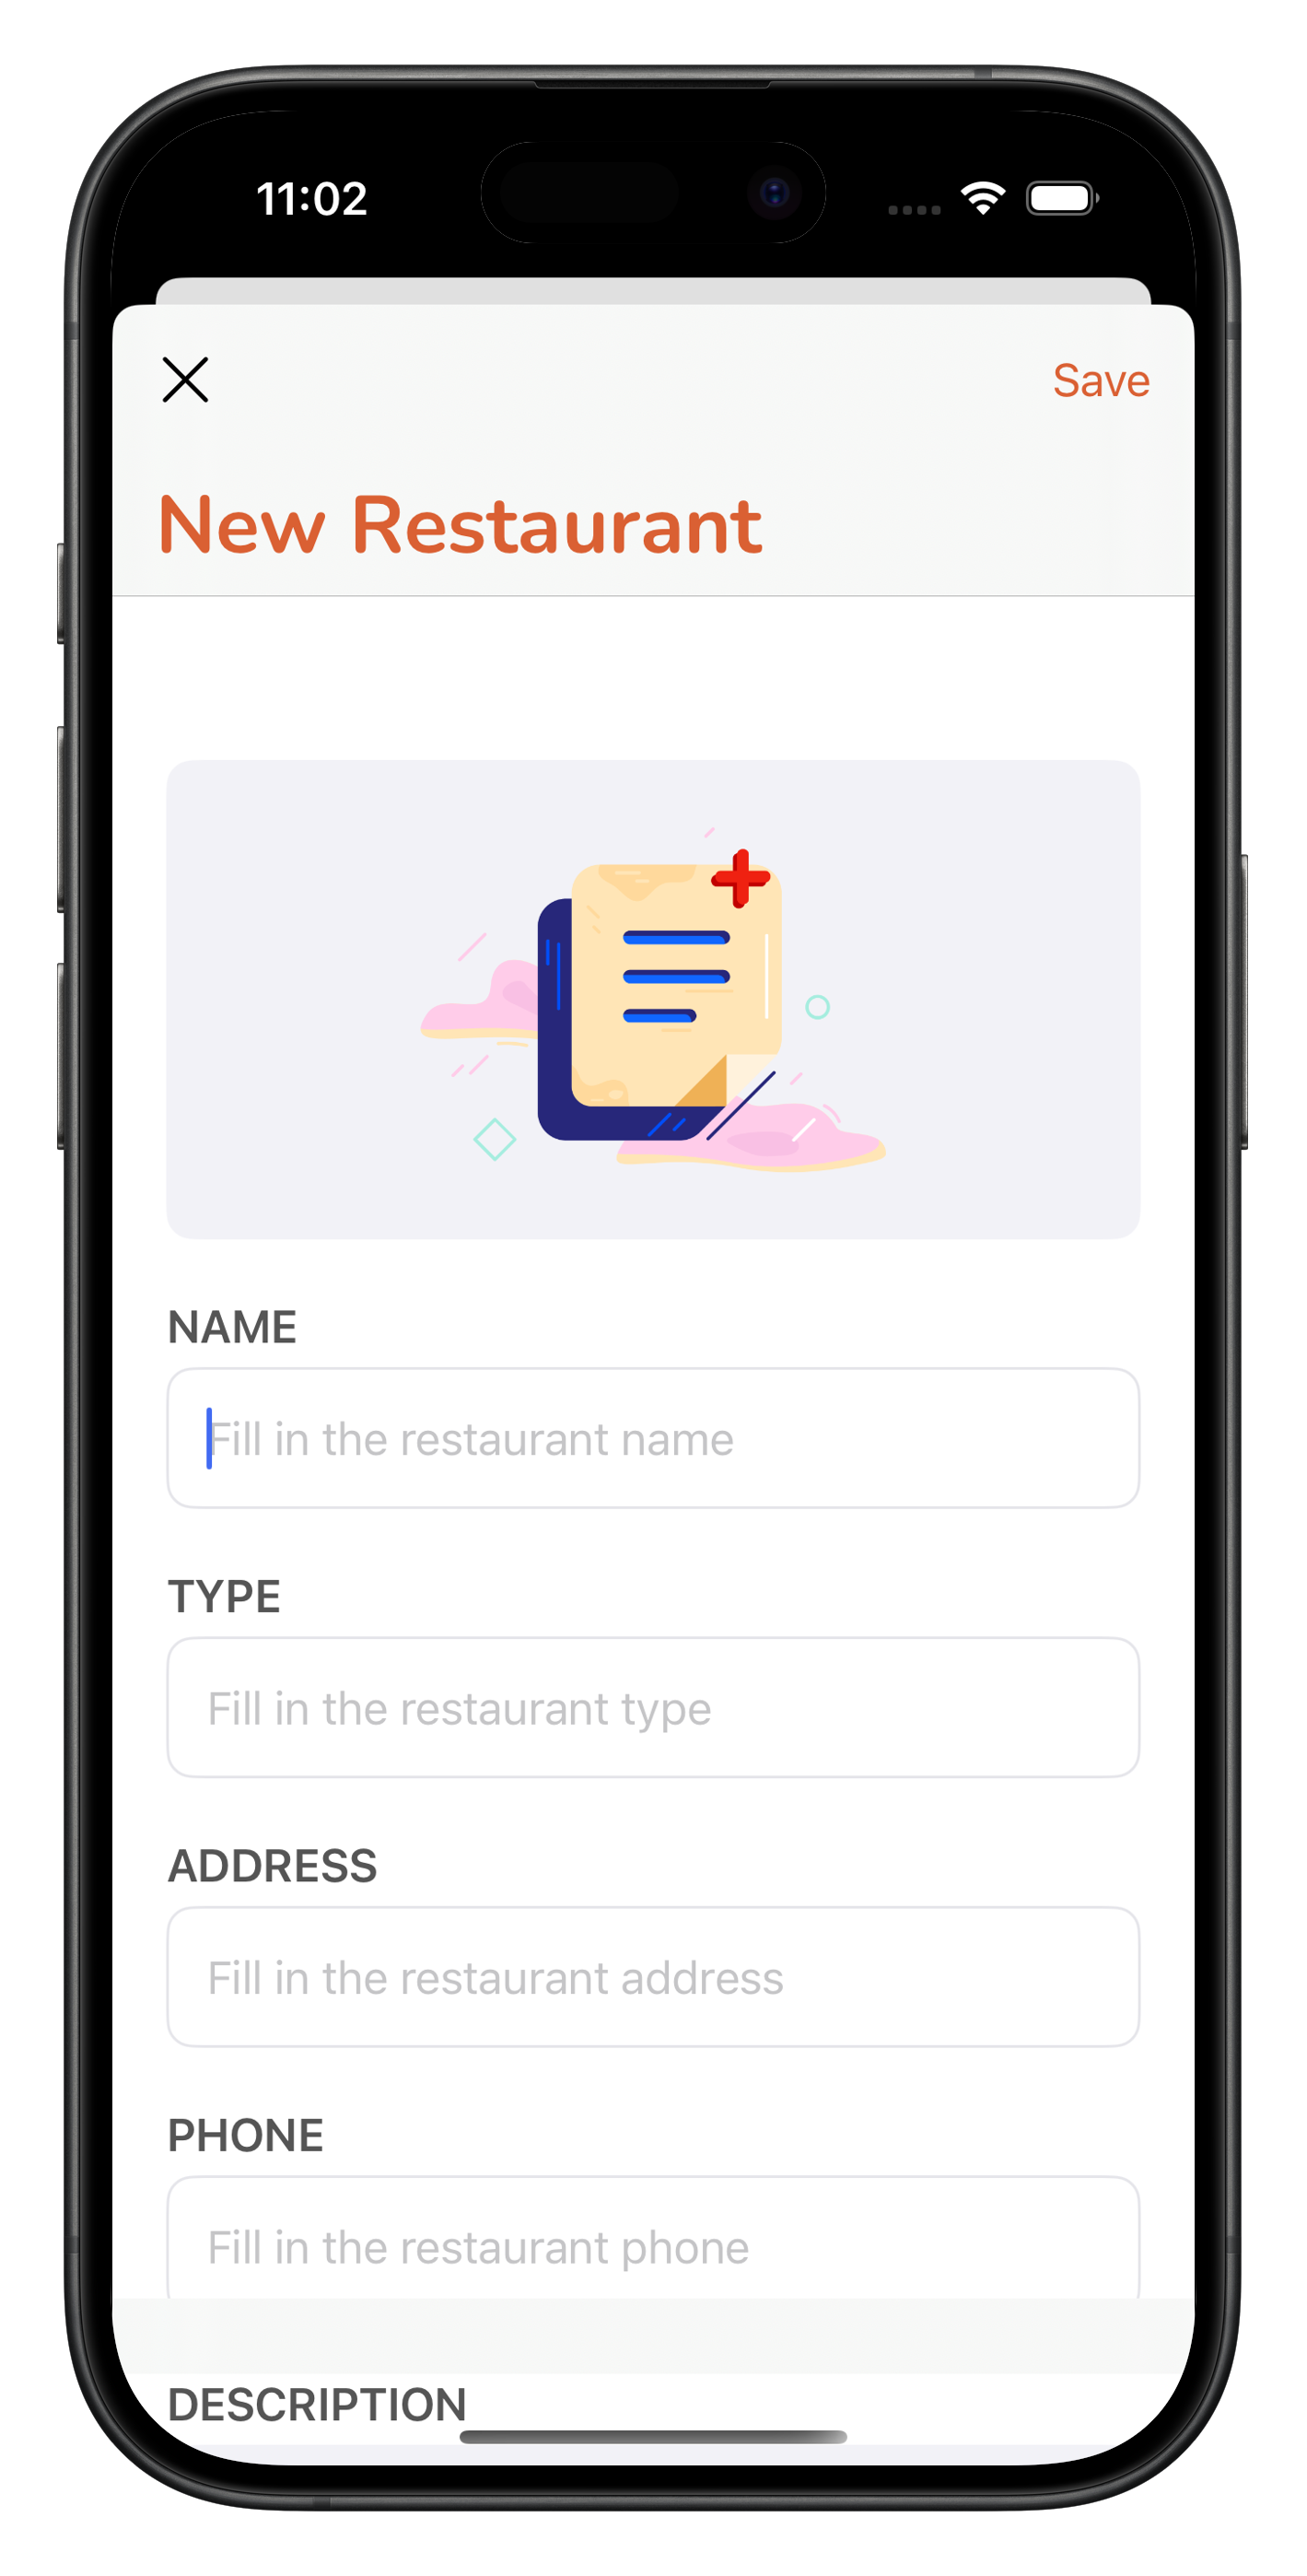 11:02
Save
New Restaurant
NAME
Fill in the restaurant name
TYPE
Fill in the restaurant type
ADDRESS
Fill in the restaurant address
PHONE
Fill in the restaurant phone
DESCRIPTION